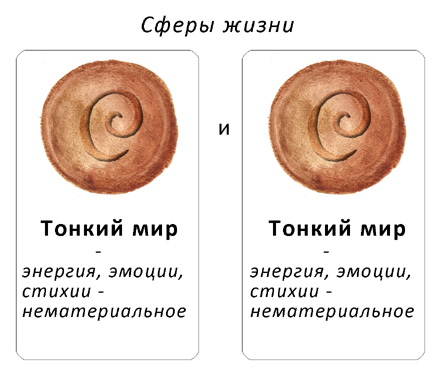 Сферы жизни
и
Тонкий мир
-
энергия, эмоции,
стихии -
нематериальное
Тонкий мир
-
энергия, эмоции,
стихии -
нематериальное